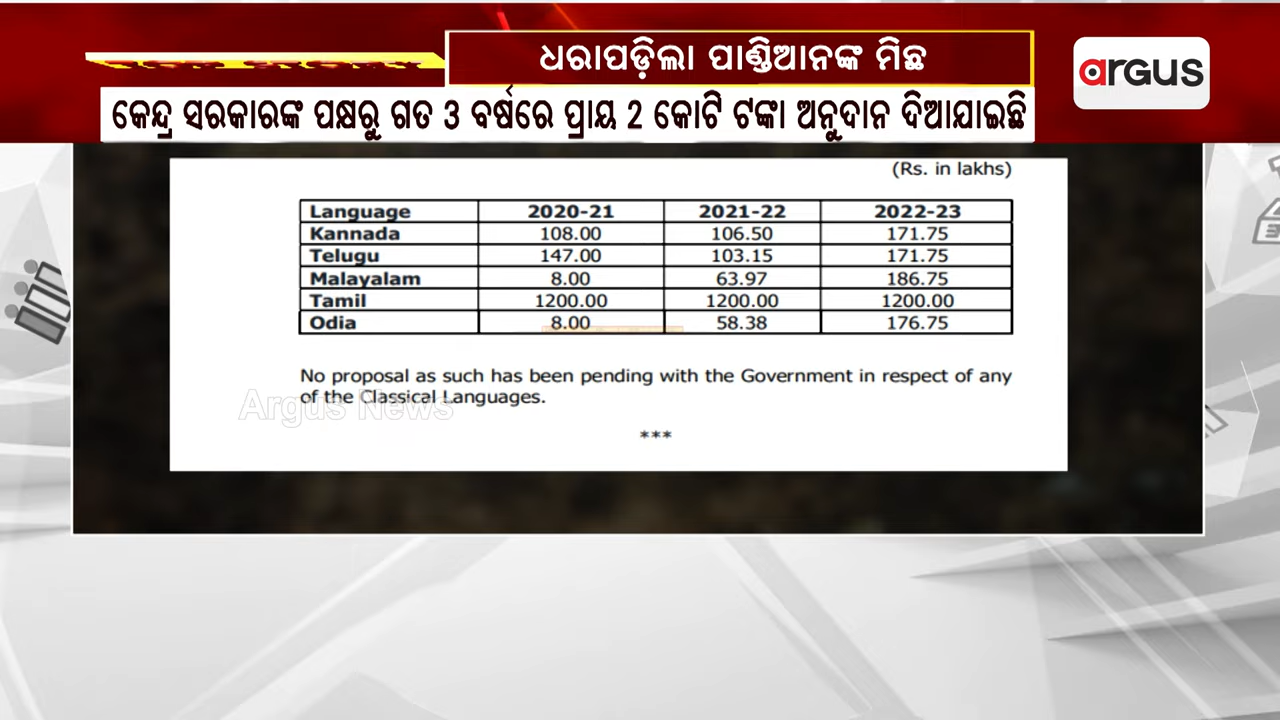 ଧରାପଡ଼ିଲା ପାଣ୍ଡିଆନଙ୍କ ମିଛ
argus
କେନ୍ଦ୍ର ସରକାରଙ୍କ ପକ୍ଷରୁ ଗତ 3 ବର୍ଷରେ ପ୍ରାୟ 2 କୋଟି ଟଙ୍କା ଅନୁଦାନ ଦିଆଯାଇଛି
(Rs. in lakhs)
Language 2020-21 2021-22 2022-23
Kannada 108.00 106.50 171.75
Telugu 147.00 103.15 171.75
Malayalam 8.00 63.97 186.75
Tamil 1200.00 1200.00 1200.00
Odia 8.00 58.38 176.75
No proposal as such has been pending with the Government in respect of any
of the Classical Languages.
Argus News
***